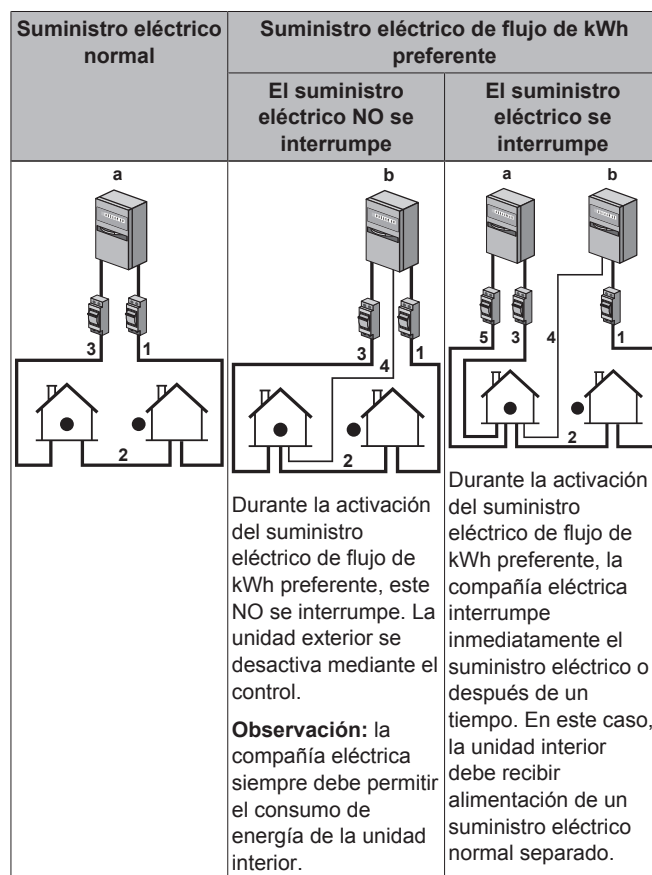 Suministro eléctrico
normal
Suministro eléctrico de flujo de kWh
preferente
El suministro
eléctrico NO se
interrumpe
El suministro
eléctrico se
interrumpe
a
3
1
2
b
3
4
1
2
Durante la activación
del suministro
eléctrico de flujo de
kWh preferente, este
NO se interrumpe. La
unidad exterior se
desactiva mediante el
control.
Observación: la
compañía eléctrica
siempre debe permitir
el consumo de
energía de la unidad
interior.
a
b
5
3
4
1
2
Durante la activación
del suministro
eléctrico de flujo de
kWh preferente, la
compañía eléctrica
interrumpe
inmediatamente el
suministro eléctrico o
después de un
tiempo. En este caso,
la unidad interior
debe recibir
alimentación de un
suministro eléctrico
normal separado.